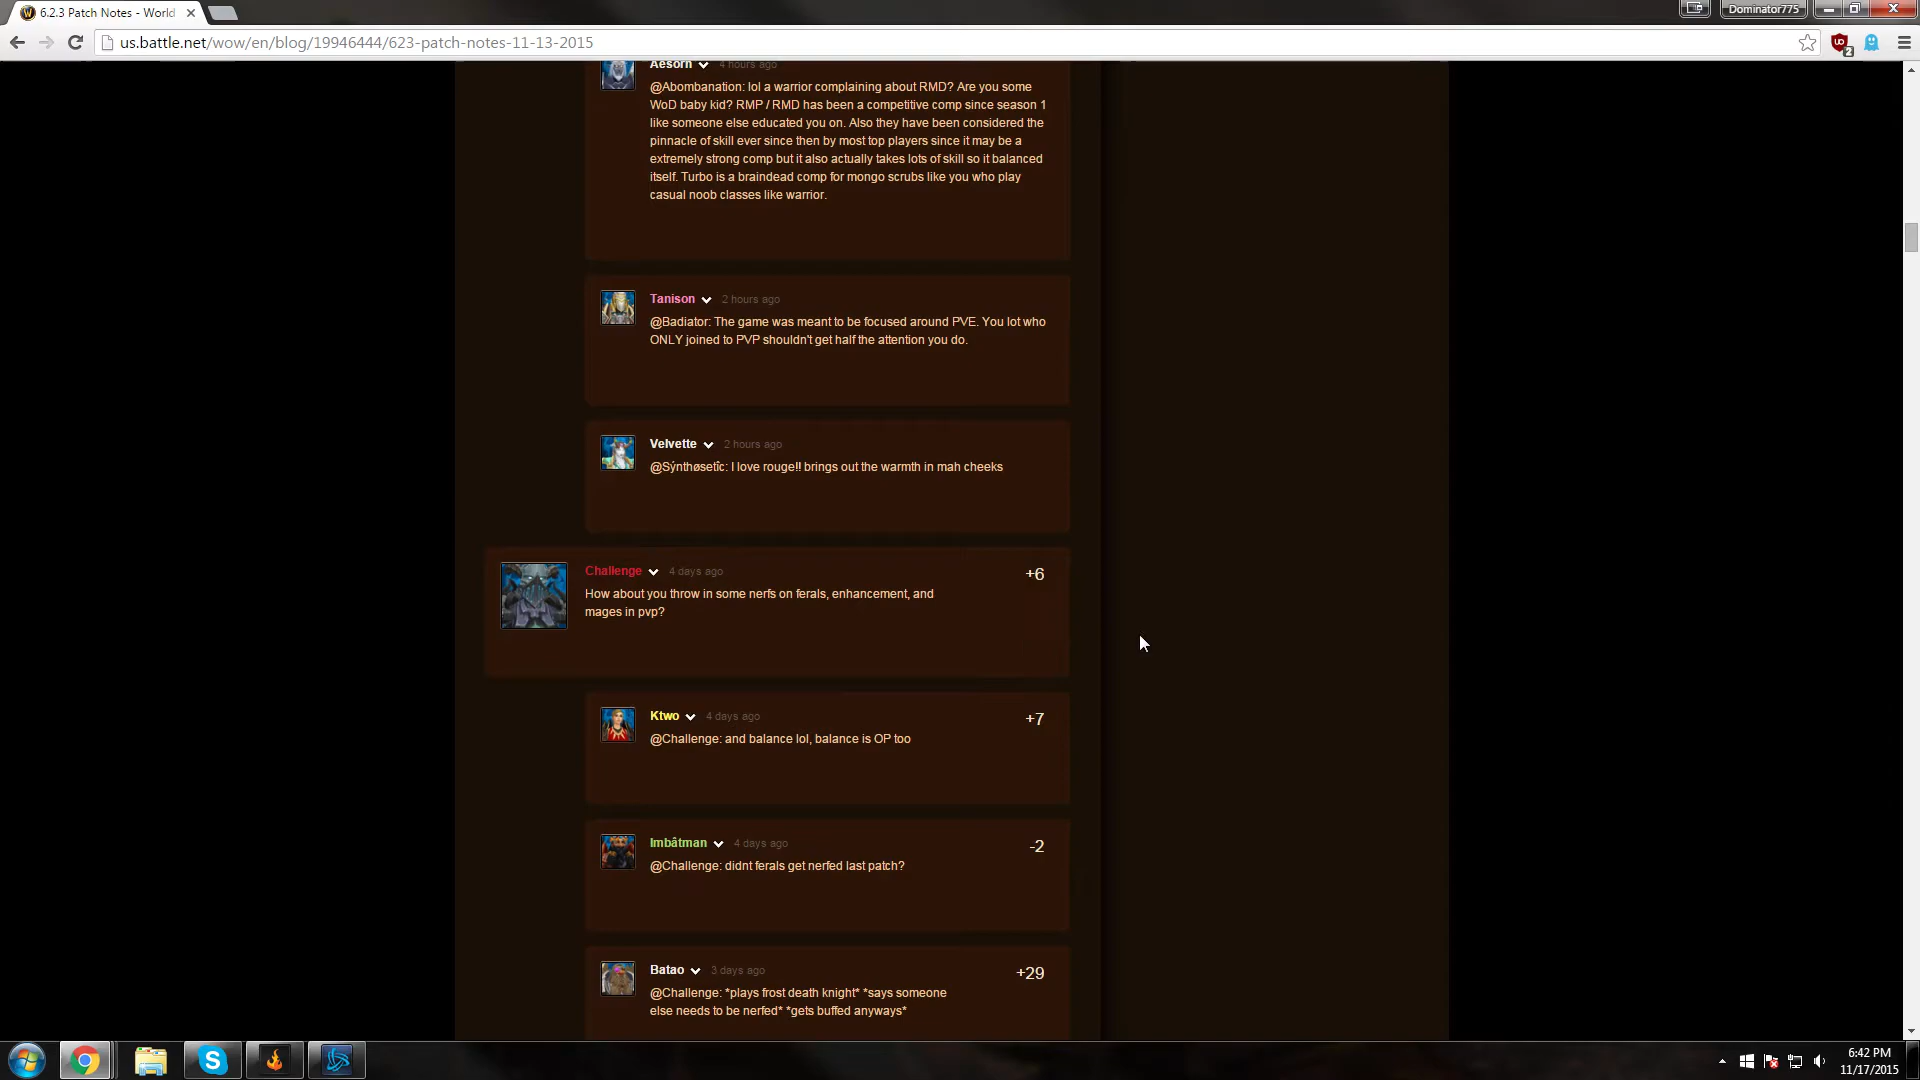 6.2.3 Patch Notes - World
Dominator775
us.battle.net/wow/en/blog/19946444/623-patch-notes-11-13-2015
2
Aesorn 4 hours ago
@Abombanation: lol a warrior complaining about RMD? Are you some
WoD baby kid? RMP / RMD has been a competitive comp since season 1
like someone else educated you on. Also they have been considered the
pinnacle of skill ever since then by most top players since it may be a
extremely strong comp but it also actually takes lots of skill so it balanced
itself. Turbo is a braindead comp for mongo scrubs like you who play
casual noob classes like warrior.
Tanison 2 hours ago
@Badiator: The game was meant to be focused around PVE. You lot who
ONLY joined to PVP shouldn't get half the attention you do.
Velvette 2 hours ago
@Sýnthøsetîc: I love rouge!! brings out the warmth in mah cheeks
Challenge 4 days ago +6
How about you throw in some nerfs on ferals, enhancement, and
mages in pvp?
Ktwo 4 days ago +7
@Challenge: and balance lol, balance is OP too
Imbâtman 4 days ago -2
@Challenge: didnt ferals get nerfed last patch?
Batao 3 days ago +29
@Challenge: *plays frost death knight* *says someone
else needs to be nerfed* *gets buffed anyways*
6:42 PM
11/17/2015